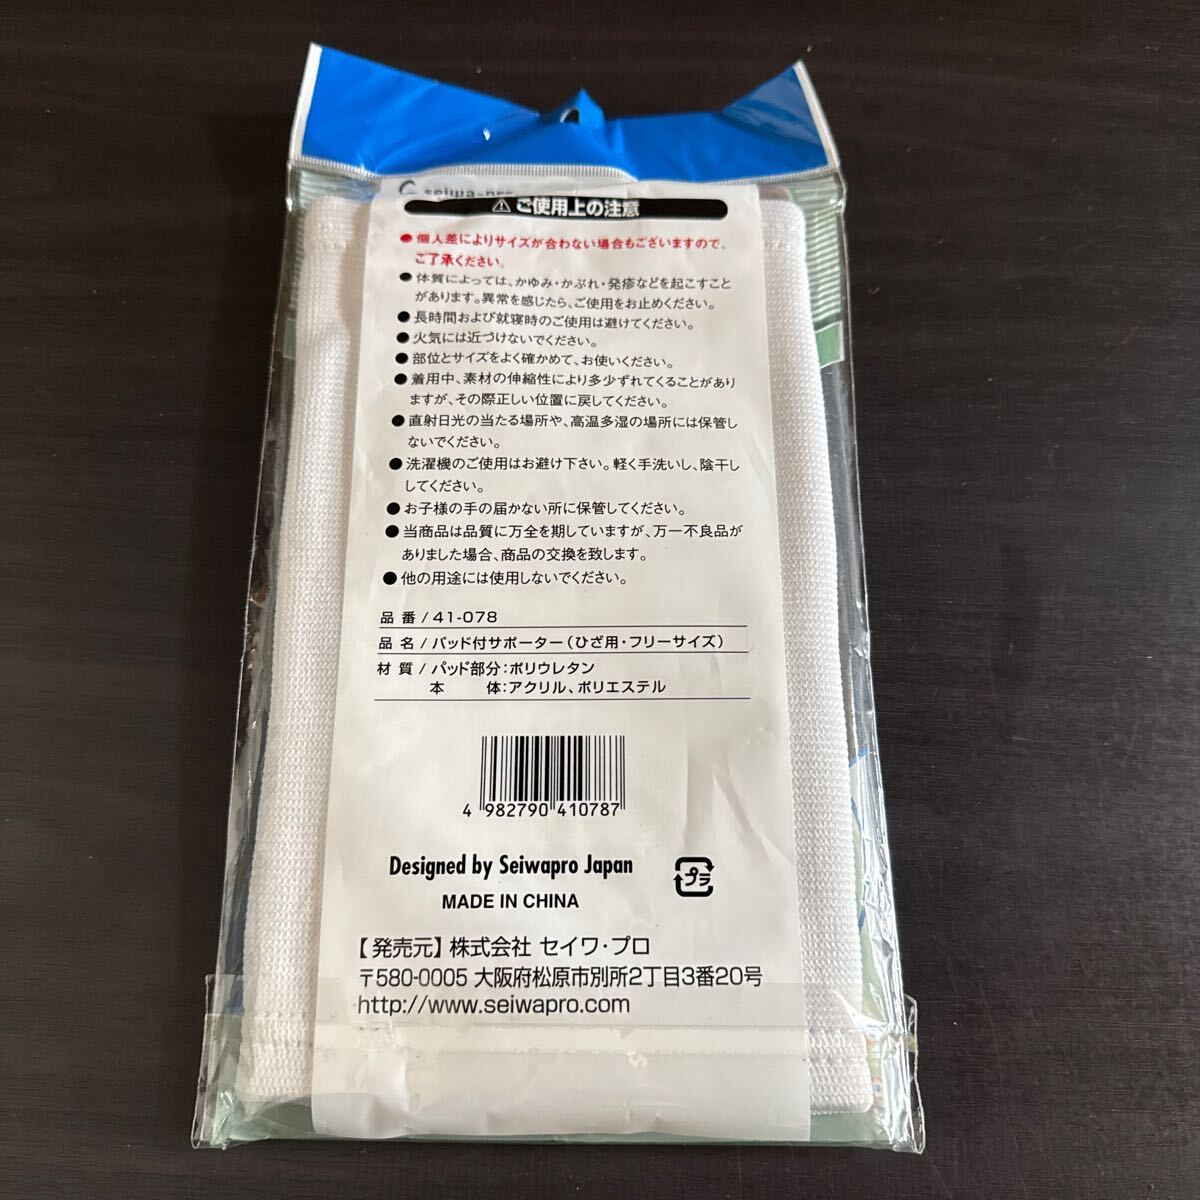 seiwa-pro
⚠ ご使用上の注意
● 個人差によりサイズが合わない場合もございますので、
ご了承ください。
● 体質によっては、かゆみ・かぶれ・発疹などを起こすこと
があります。異常を感じたら、ご使用をお止めください。
● 長時間および就寝時のご使用は避けてください。
● 火気には近づけないでください。
● 部位とサイズをよく確かめて、お使いください。
● 着用中、素材の伸縮性により多少ずれてくることがあり
ますが、その際正しい位置に戻してください。
● 直射日光の当たる場所や、高温多湿の場所には保管し
ないでください。
● 洗濯機のご使用はお避け下さい。軽く手洗いし、陰干し
してください。
● お子様の手の届かない所に保管してください。
● 当商品は品質に万全を期していますが、万一不良品が
ありました場合、商品の交換を致します。
● 他の用途には使用しないでください。
品 番 / 41-078
品 名 / パッド付サポーター(ひざ用・フリーサイズ)
材 質 / パッド部分:ポリウレタン
本 体:アクリル、ポリエステル
4 982790 410787
Designed by Seiwapro Japan
プラ
MADE IN CHINA
【発売元】株式会社 セイワ・プロ
〒580-0005 大阪府松原市別所2丁目3番20号
http://www.seiwapro.com